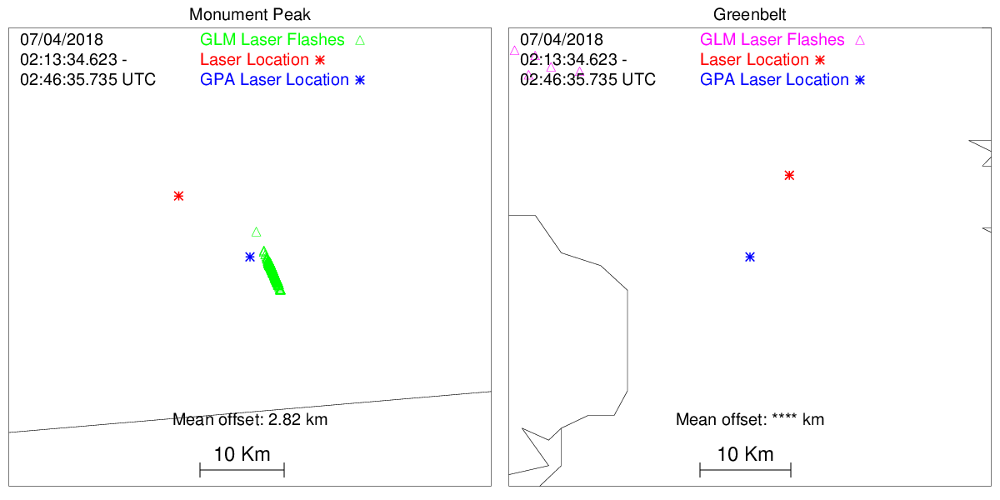 Monument Peak
07/04/2018
02:13:34.623 -
02:46:35.735 UTC
GLM Laser Flashes
Laser Location
GPA Laser Location
Mean offset: 2.82 km
10 Km
Greenbelt
07/04/2018
02:13:34.623 -
02:46:35.735 UTC
GLM Laser Flashes
Laser Location
GPA Laser Location
Mean offset: **** km
10 Km